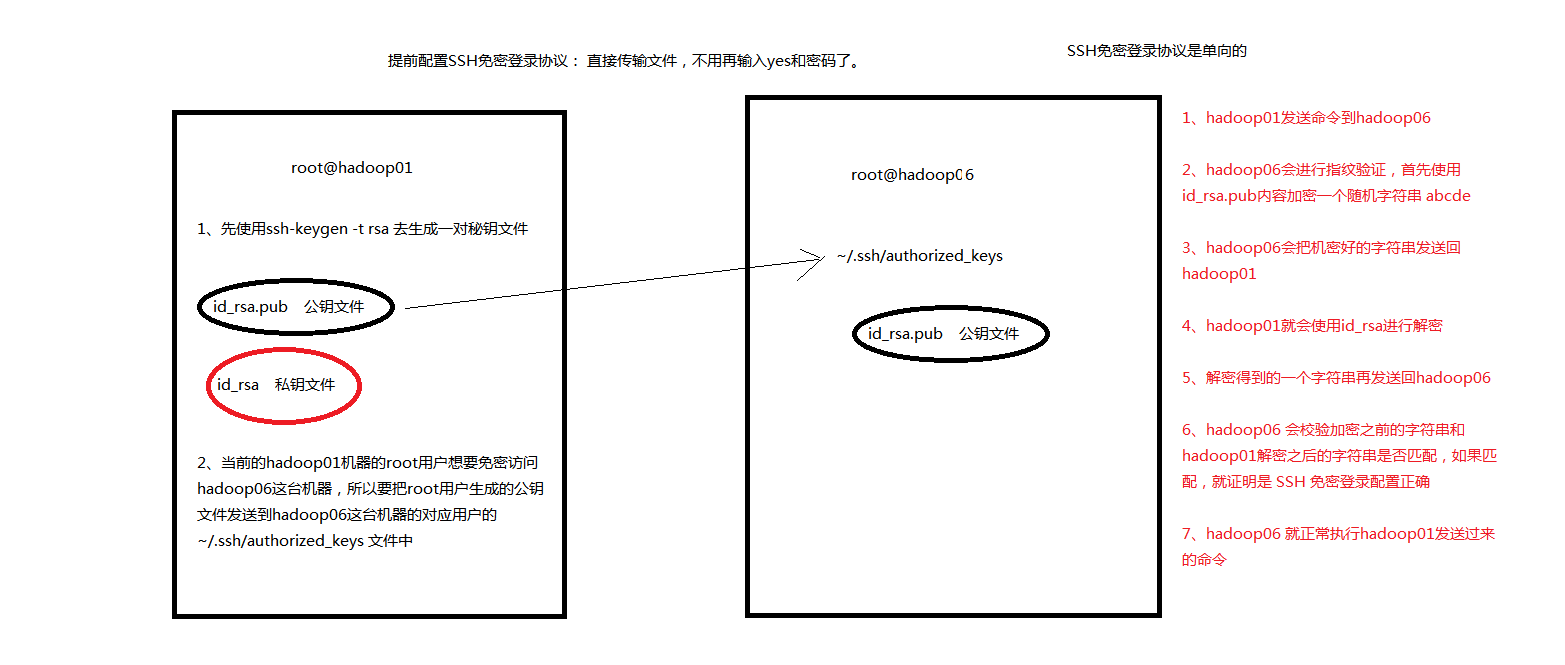 提前配置SSH免密登录协议： 直接传输文件，不用再输入yes和密码了。
SSH免密登录协议是单向的
root@hadoop01
1、先使用ssh-keygen -t rsa 去生成一对秘钥文件
id_rsa.pub 公钥文件
id_rsa 私钥文件
2、当前的hadoop01机器的root用户想要免密访问
hadoop06这台机器，所以要把root用户生成的公钥
文件发送到hadoop06这台机器的对应用户的
~/.ssh/authorized_keys 文件中
root@hadoop06
~/.ssh/authorized_keys
id_rsa.pub 公钥文件
1、hadoop01发送命令到hadoop06
2、hadoop06会进行指纹验证，首先使用
id_rsa.pub内容加密一个随机字符串 abcde
3、hadoop06会把机密好的字符串发送回
hadoop01
4、hadoop01就会使用id_rsa进行解密
5、解密得到的一个字符串再发送回hadoop06
6、hadoop06 会校验加密之前的字符串和
hadoop01解密之后的字符串是否匹配，如果匹
配，就证明是 SSH 免密登录配置正确
7、hadoop06 就正常执行hadoop01发送过来
的命令